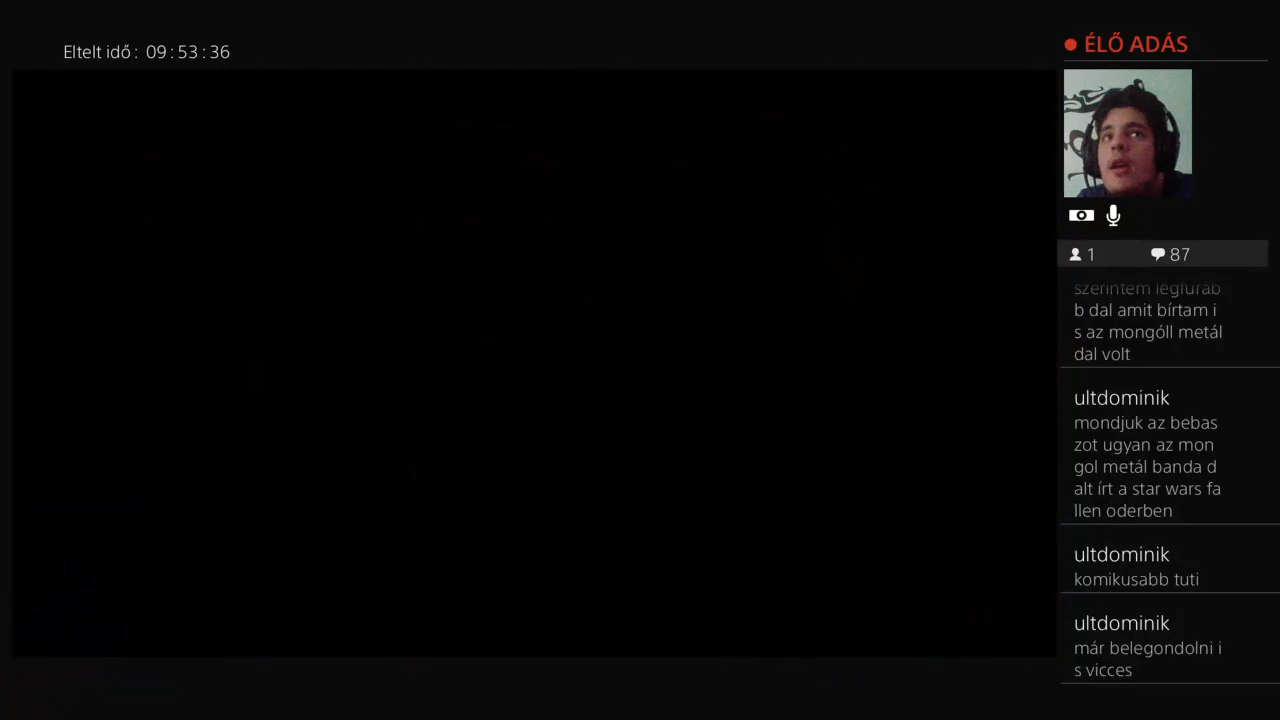 Eltelt idő : 09 : 53 : 36
ÉLŐ ADÁS
1
87
szerintem legfuráb
b dal amit bírtam i
s az mongóll metál
dal volt
ultdominik
mondjuk az bebas
zot ugyan az mon
gol metál banda d
alt írt a star wars fa
llen oderben
ultdominik
komikusabb tuti
ultdominik
már belegondolni i
s vicces